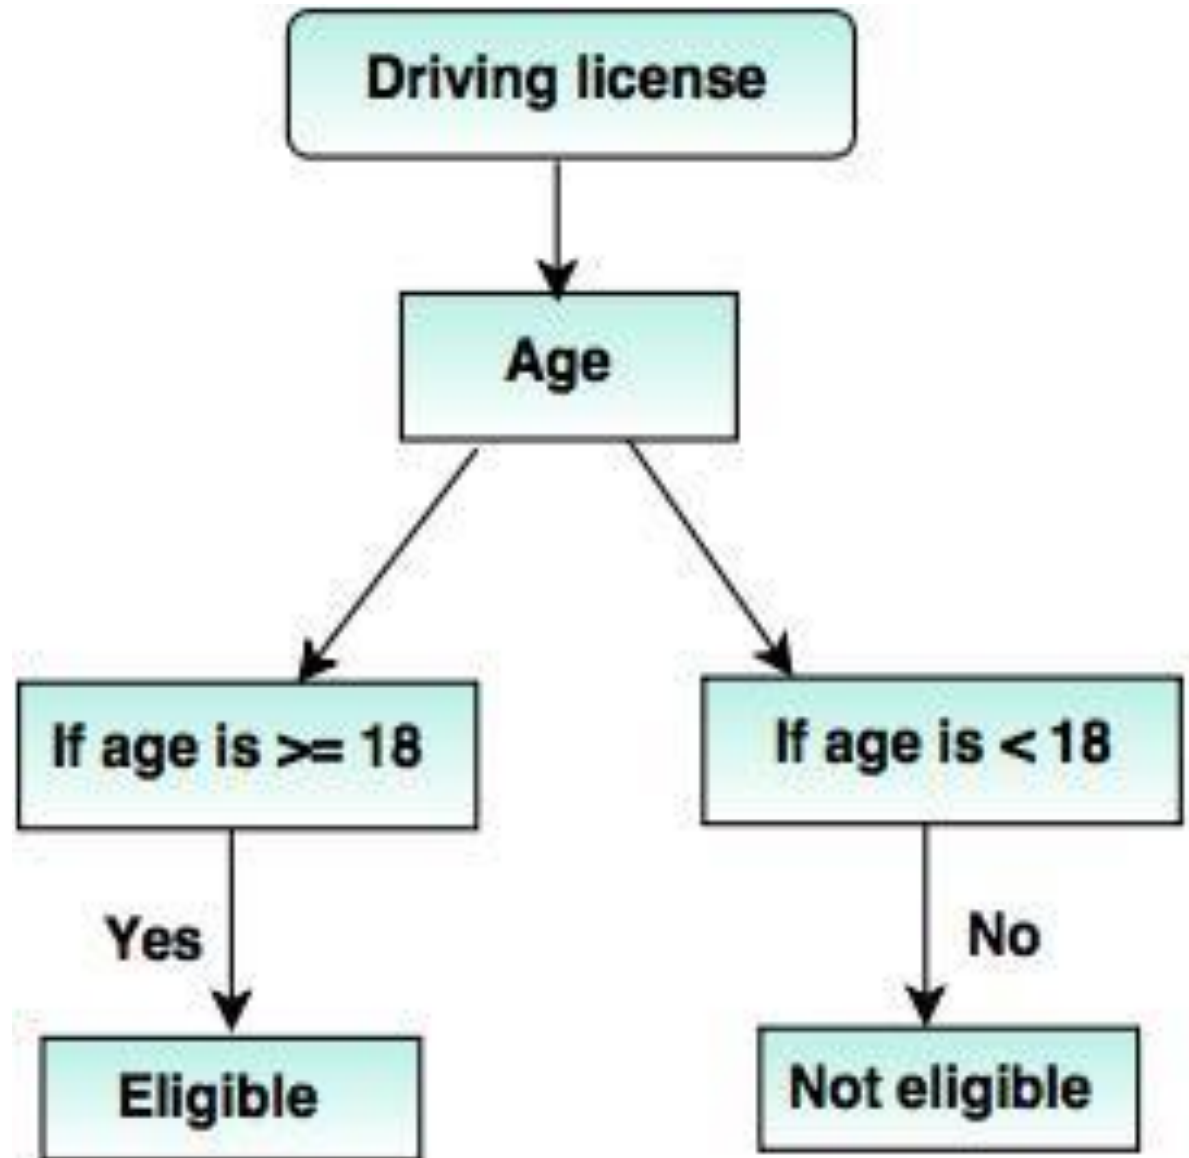 Driving license
Age
If age is >= 18
If age is < 18
Yes
No
Eligible
Not eligible